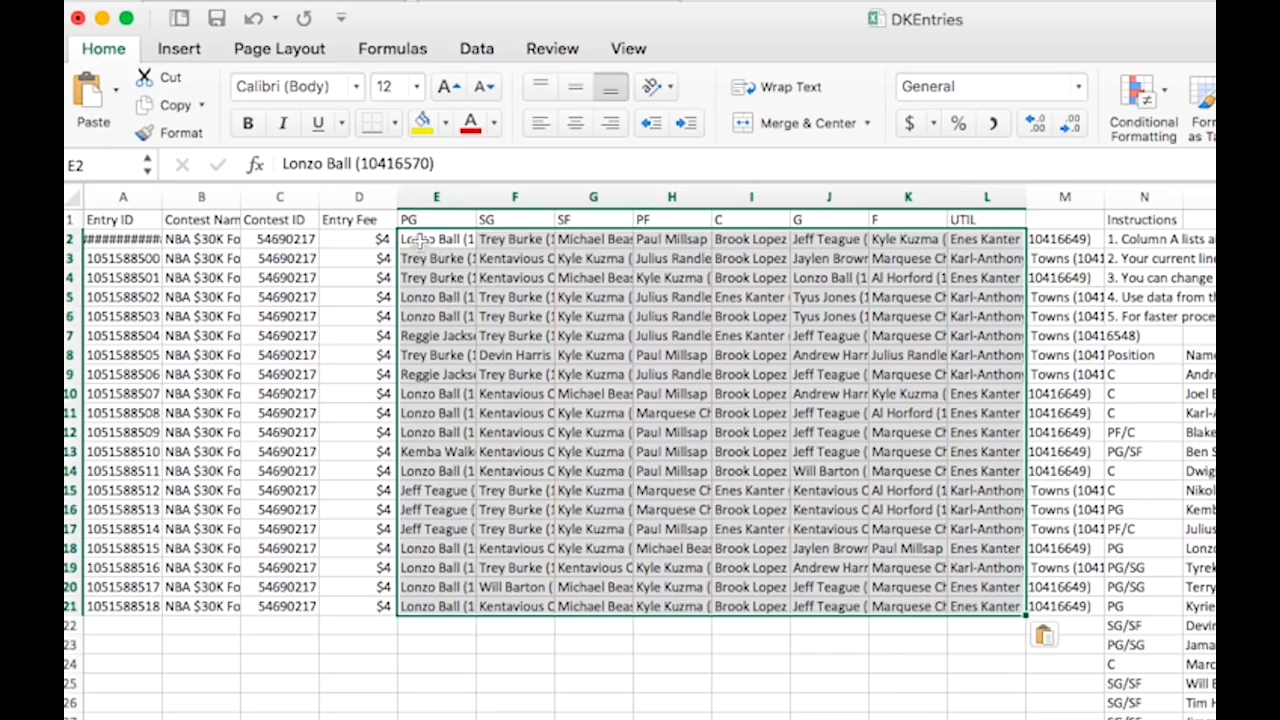 DKEntries
Home Insert Page Layout Formulas Data Review View
Cut
Calibri (Body) 12 A A General
Wrap Text
Copy
Paste B I U A $ % Merge & Center Conditional Formatting
Format
E2 fx Lonzo Ball (10416570)
A B C D E F G H I J K L M N
1 Entry ID Contest Nam Contest ID Entry Fee PG SG SF PF C G F UTIL Instructions
2 ########### NBA $30K Fo 54690217 $4 Lonzo Ball (1 Trey Burke (1 Michael Beas Paul Millsap Brook Lopez Jeff Teague ( Kyle Kuzma ( Enes Kanter 10416649) 1. Column A lists a
3 1051588500 NBA $30K Fo 54690217 $4 Trey Burke (1 Kentavious C Kyle Kuzma ( Julius Randle Brook Lopez Jaylen Brown Marquese Ch Karl-Anthony Towns (1041 2. Your current line
4 1051588501 NBA $30K Fo 54690217 $4 Trey Burke (1 Kentavious C Michael Beas Kyle Kuzma ( Brook Lopez Lonzo Ball (1 Al Horford (1 Enes Kanter 10416649) 3. You can change
5 1051588502 NBA $30K Fo 54690217 $4 Lonzo Ball (1 Trey Burke (1 Kyle Kuzma ( Julius Randle Enes Kanter ( Tyus Jones (1 Marquese Ch Karl-Anthony Towns (1041 4. Use data from th
6 1051588503 NBA $30K Fo 54690217 $4 Lonzo Ball (1 Trey Burke (1 Kyle Kuzma ( Julius Randle Brook Lopez Tyus Jones (1 Marquese Ch Karl-Anthony Towns (1041 5. For faster proce
7 1051588504 NBA $30K Fo 54690217 $4 Reggie Jacks Trey Burke (1 Kyle Kuzma ( Julius Randle Enes Kanter ( Jeff Teague ( Marquese Ch Karl-Anthony Towns (10416548)
8 1051588505 NBA $30K Fo 54690217 $4 Trey Burke (1 Devin Harris Kyle Kuzma ( Paul Millsap Brook Lopez Andrew Harr Julius Randle Karl-Anthony Towns (1041 Position Name
9 1051588506 NBA $30K Fo 54690217 $4 Reggie Jacks Trey Burke (1 Kyle Kuzma ( Julius Randle Brook Lopez Jeff Teague ( Marquese Ch Karl-Anthony Towns (1041 C Andr
10 1051588507 NBA $30K Fo 54690217 $4 Lonzo Ball (1 Kentavious C Michael Beas Paul Millsap Brook Lopez Andrew Harr Kyle Kuzma ( Enes Kanter 10416649) C Joel E
11 1051588508 NBA $30K Fo 54690217 $4 Lonzo Ball (1 Kentavious C Kyle Kuzma ( Marquese Ch Brook Lopez Jeff Teague ( Al Horford (1 Enes Kanter 10416649) C Karl-A
12 1051588509 NBA $30K Fo 54690217 $4 Lonzo Ball (1 Kentavious C Kyle Kuzma ( Paul Millsap Brook Lopez Jeff Teague ( Marquese Ch Enes Kanter 10416649) PF/C Blake
13 1051588510 NBA $30K Fo 54690217 $4 Kemba Walk Kentavious C Kyle Kuzma ( Paul Millsap Brook Lopez Jeff Teague ( Marquese Ch Enes Kanter 10416649) PG/SF Ben S
14 1051588511 NBA $30K Fo 54690217 $4 Lonzo Ball (1 Kentavious C Kyle Kuzma ( Paul Millsap Brook Lopez Will Barton ( Al Horford (1 Enes Kanter 10416649) C Dwig
15 1051588512 NBA $30K Fo 54690217 $4 Jeff Teague ( Trey Burke (1 Kyle Kuzma ( Marquese Ch Enes Kanter ( Kentavious C Al Horford (1 Karl-Anthony Towns (1041 C Nikol
16 1051588513 NBA $30K Fo 54690217 $4 Jeff Teague ( Trey Burke (1 Kyle Kuzma ( Marquese Ch Brook Lopez Kentavious C Al Horford (1 Karl-Anthony Towns (1041 PG Kemb
17 1051588514 NBA $30K Fo 54690217 $4 Jeff Teague ( Trey Burke (1 Kyle Kuzma ( Paul Millsap Enes Kanter ( Kentavious C Marquese Ch Karl-Anthony Towns (1041 PF/C Julius
18 1051588515 NBA $30K Fo 54690217 $4 Lonzo Ball (1 Kentavious C Kyle Kuzma ( Michael Beas Brook Lopez Jaylen Brown Paul Millsap Enes Kanter 10416649) PG Lonz
19 1051588516 NBA $30K Fo 54690217 $4 Lonzo Ball (1 Trey Burke (1 Kentavious C Kyle Kuzma ( Brook Lopez Andrew Harr Marquese Ch Karl-Anthony Towns (1041 PG/SG Tyrek
20 1051588517 NBA $30K Fo 54690217 $4 Lonzo Ball (1 Will Barton ( Michael Beas Kyle Kuzma ( Brook Lopez Jeff Teague ( Marquese Ch Enes Kanter 10416649) PG/SG Terry
21 1051588518 NBA $30K Fo 54690217 $4 Lonzo Ball (1 Kentavious C Michael Beas Kyle Kuzma ( Brook Lopez Jeff Teague ( Marquese Ch Enes Kanter 10416649) PG Kyrie
22 SG/SF Devin
23 PG/SG Jama
24 C Marc
25 SG/SF Will B
26 SG/SF Tim H